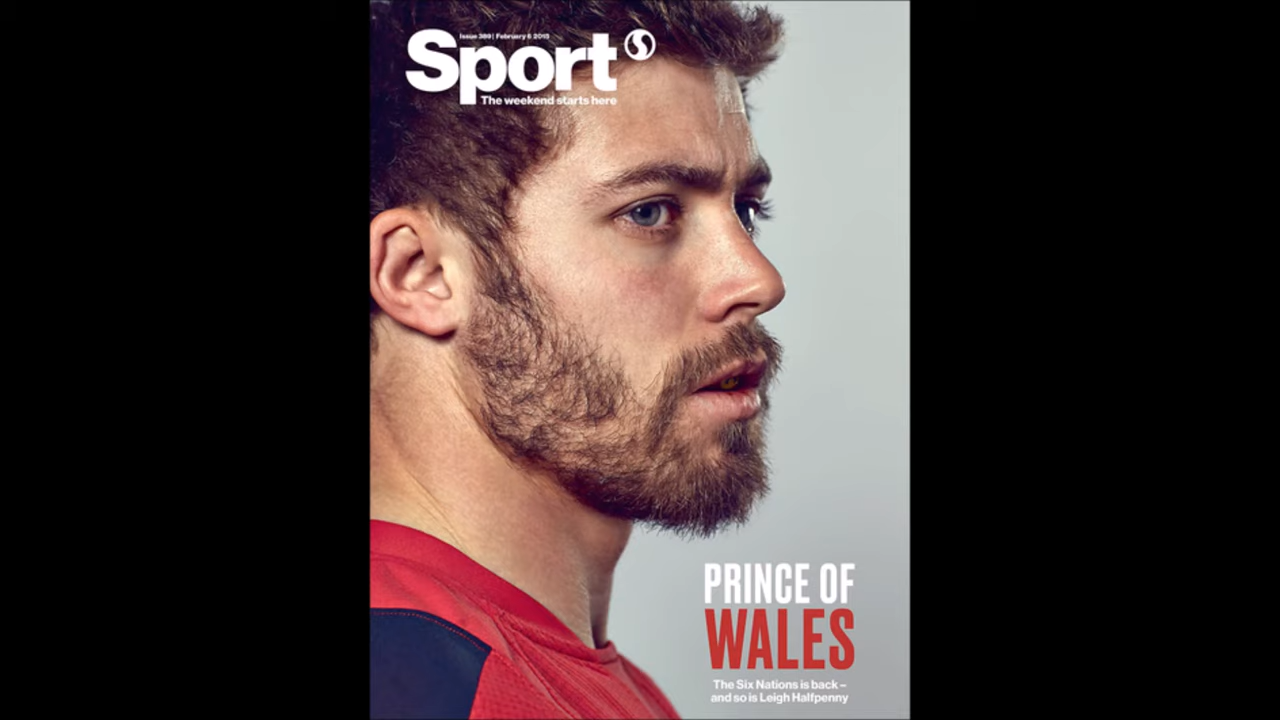 Issue 389 | February 6 2015
Sport
The weekend starts here
PRINCE OF
WALES
The Six Nations is back –
and so is Leigh Halfpenny